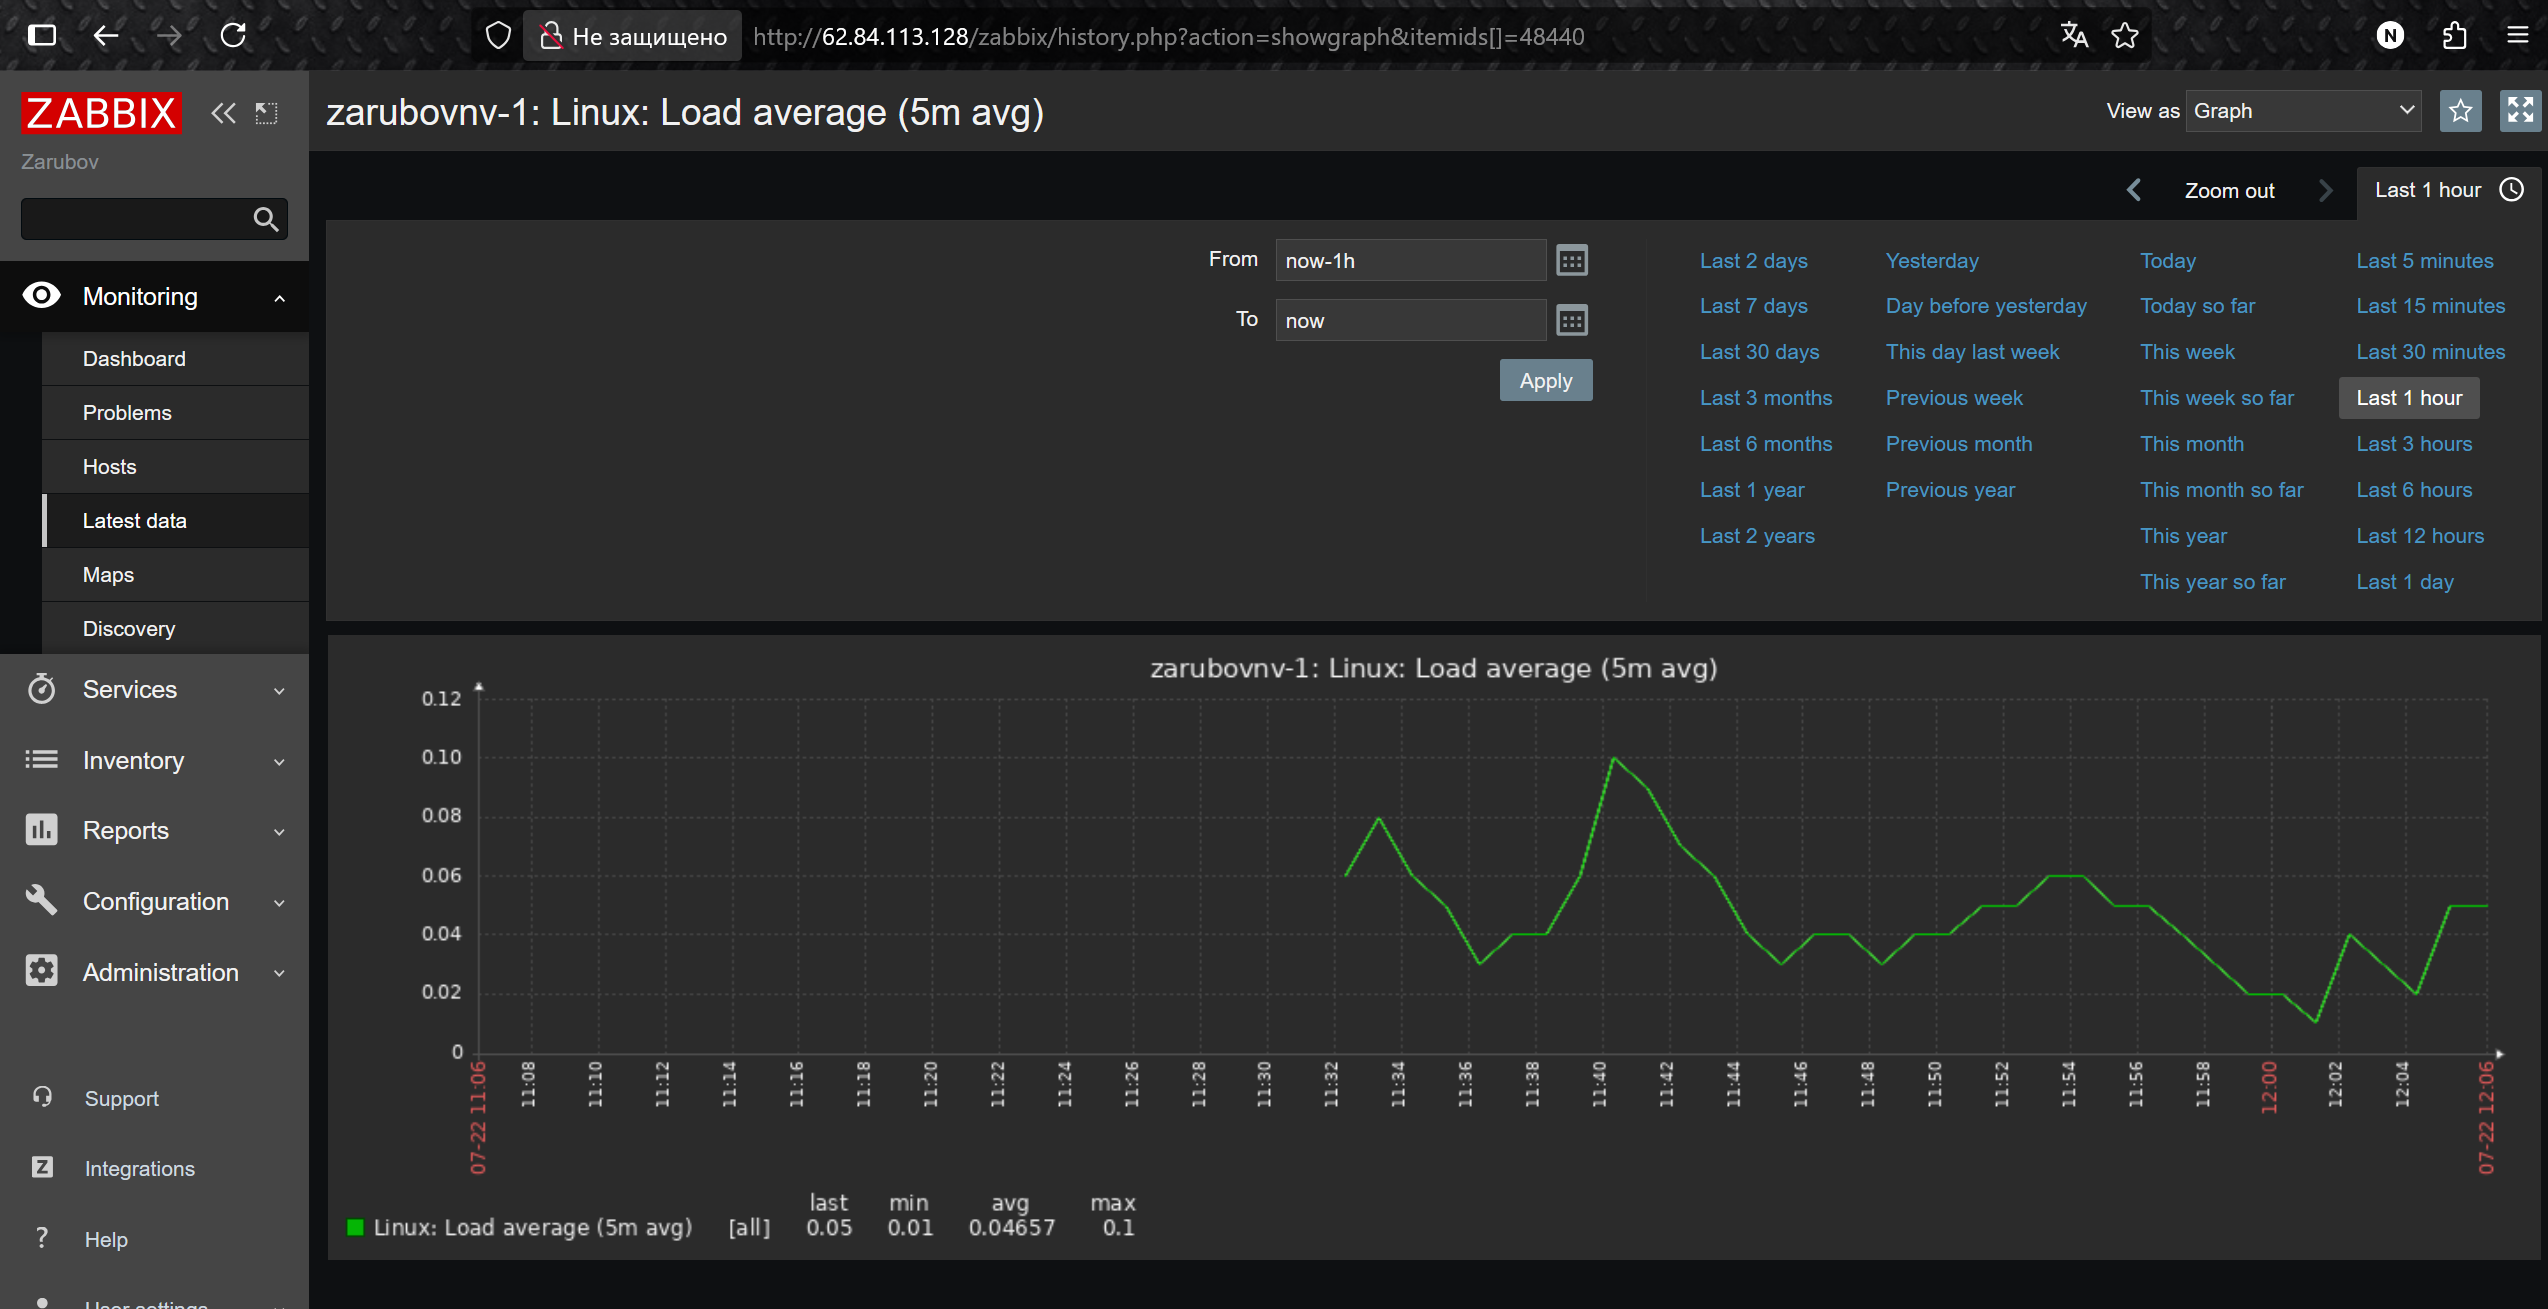 Не защищено http://62.84.113.128/zabbix/history.php?action=showgraph&itemids[]=48440
N
ZABBIX
Zarubov
Monitoring
Dashboard
Problems
Hosts
Latest data
Maps
Discovery
Services
Inventory
Reports
Configuration
Administration
Support
Z Integrations
? Help
User settings
zarubovnv-1: Linux: Load average (5m avg)
View as Graph
Zoom out
Last 1 hour
From now-1h
To now
Apply
Last 2 days Yesterday Today Last 5 minutes
Last 7 days Day before yesterday Today so far Last 15 minutes
Last 30 days This day last week This week Last 30 minutes
Last 3 months Previous week This week so far Last 1 hour
Last 6 months Previous month This month Last 3 hours
Last 1 year Previous year This month so far Last 6 hours
Last 2 years This year Last 12 hours
This year so far Last 1 day
zarubovnv-1: Linux: Load average (5m avg)
0.12
0.10
0.08
0.06
0.04
0.02
0
07-22 11:06 11:08 11:10 11:12 11:14 11:16 11:18 11:20 11:22 11:24 11:26 11:28 11:30 11:32 11:34 11:36 11:38 11:40 11:42 11:44 11:46 11:48 11:50 11:52 11:54 11:56 11:58 12:00 12:02 12:04 07-22 12:06
last min avg max
Linux: Load average (5m avg) [all] 0.05 0.01 0.04657 0.1